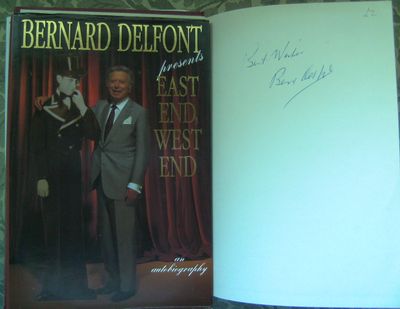 BERNARD DELFONT
presents
EAST
END,
WEST
END
an
autobiography
Best Wishes